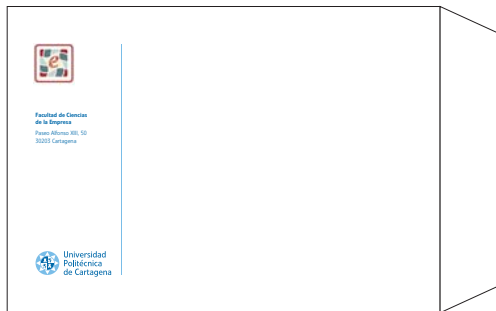 e
Facultad de Ciencias
de la Empresa
Paseo Alfonso XIII, 50
30203 Cartagena
Universidad
Politécnica
de Cartagena